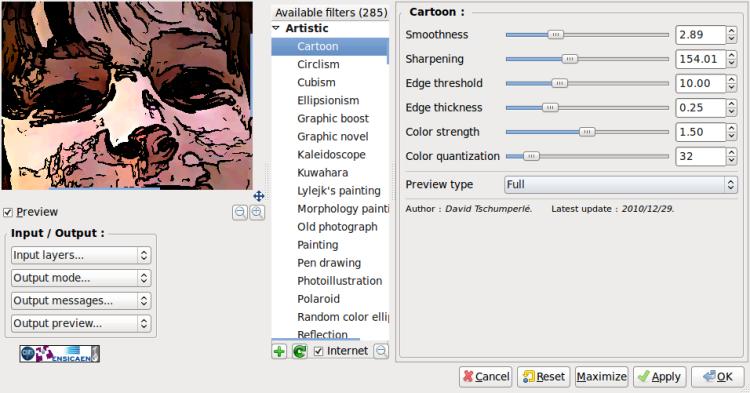 Preview
Input / Output :
Input layers...
Output mode...
Output messages...
Output preview...
ENSICAEN
Available filters (285)
Artistic
Cartoon
Circlism
Cubism
Ellipsionism
Graphic boost
Graphic novel
Kaleidoscope
Kuwahara
Lylejk's painting
Morphology painti
Old photograph
Painting
Pen drawing
Photoillustration
Polaroid
Random color elli
Reflection
Internet
Cartoon :
Smoothness 2.89
Sharpening 154.01
Edge threshold 10.00
Edge thickness 0.25
Color strength 1.50
Color quantization 32
Preview type Full
Author : David Tschumperlé. Latest update : 2010/12/29.
Cancel Reset Maximize Apply OK